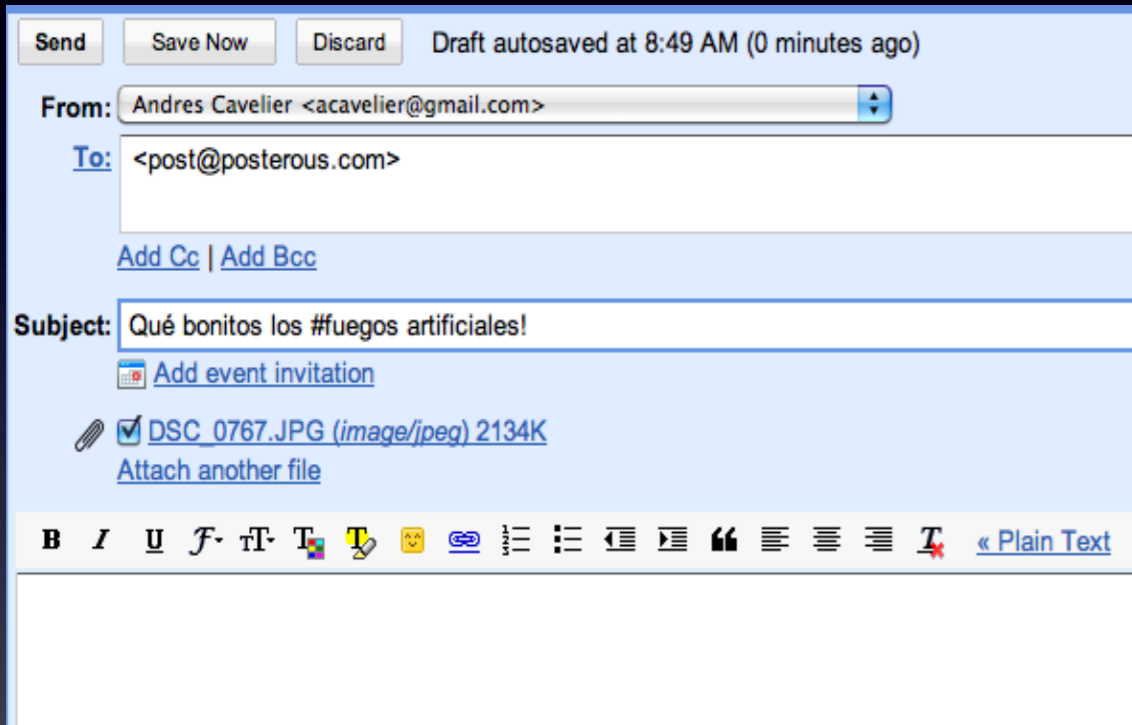 Send Save Now Discard Draft autosaved at 8:49 AM (0 minutes ago)
From: Andres Cavelier <acavelier@gmail.com>
To: <post@posterous.com>
Add Cc | Add Bcc
Subject: Qué bonitos los #fuegos artificiales!
Add event invitation
DSC_0767.JPG (image/jpeg) 2134K
Attach another file
B I U F T T T T « Plain Text